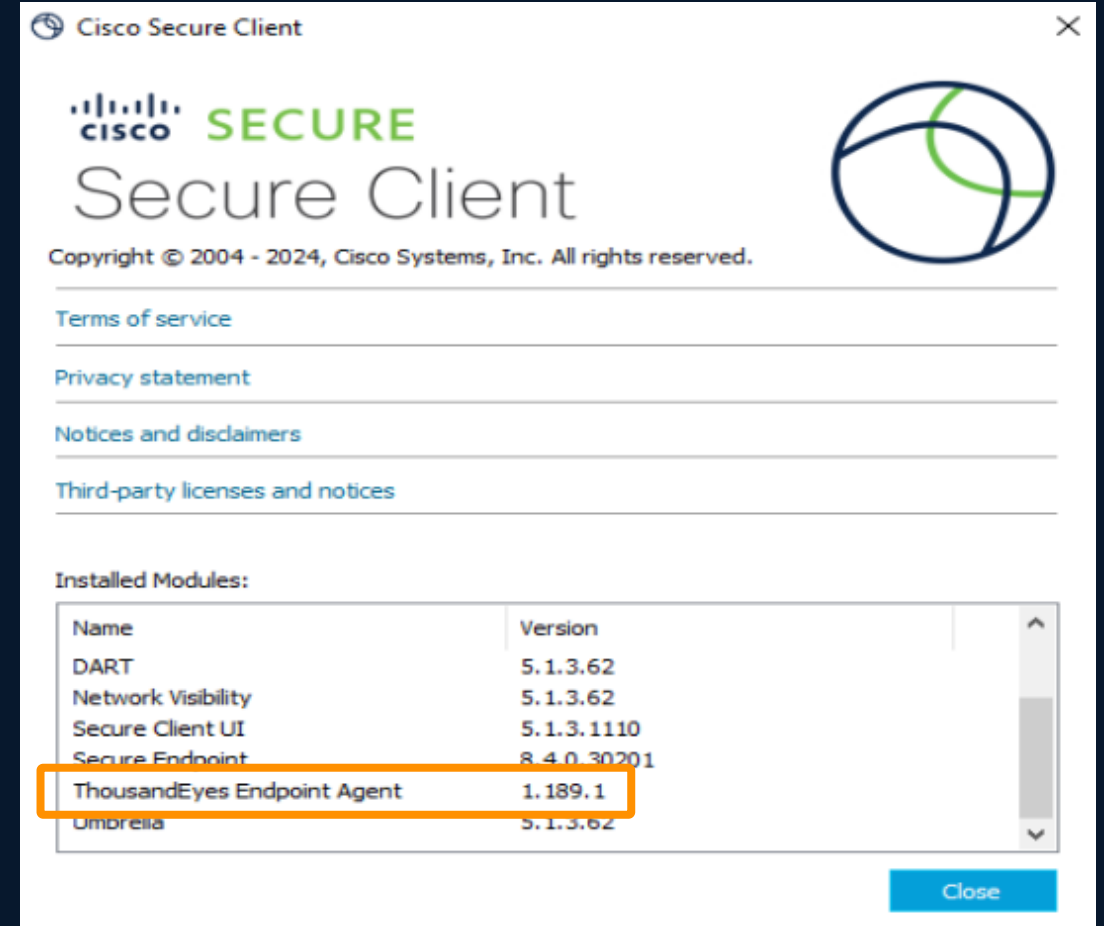 Cisco Secure Client
CISCO SECURE
Secure Client
Copyright © 2004 - 2024, Cisco Systems, Inc. All rights reserved.
Terms of service
Privacy statement
Notices and disclaimers
Third-party licenses and notices
Installed Modules:
Name Version
DART 5.1.3.62
Network Visibility 5.1.3.62
Secure Client UI 5.1.3.1110
Secure Endpoint 8.4.0.30201
ThousandEyes Endpoint Agent 1.189.1
Umbrella 5.1.3.62
Close